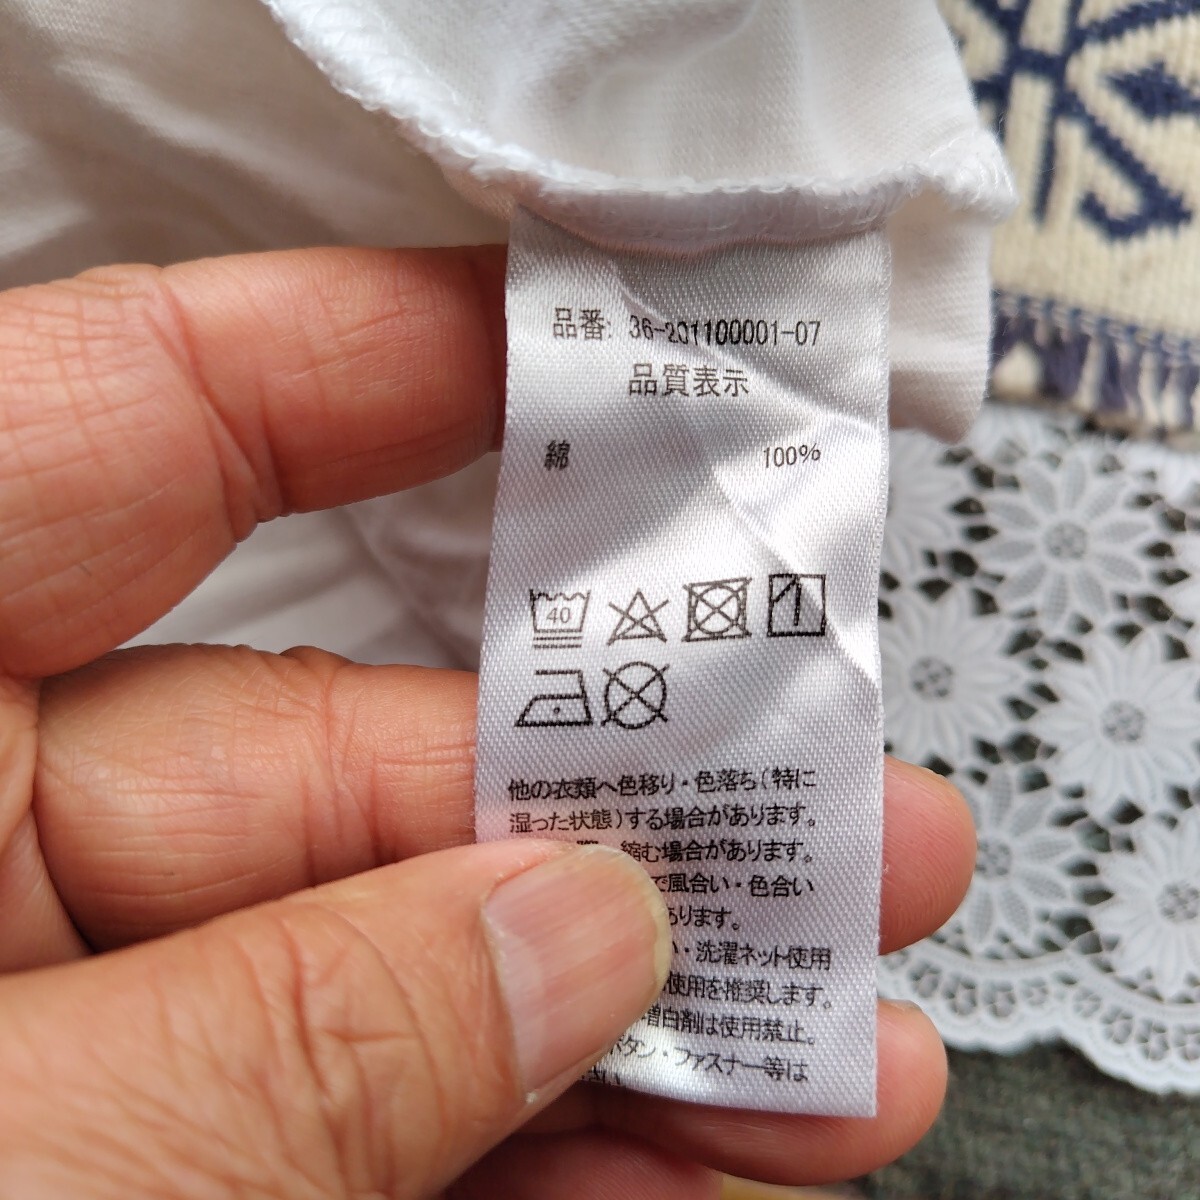 品番: 36-201100001-07
品質表示
綿 100%
40
他の衣類へ色移り・色落ち(特に
湿った状態)する場合があります。
縮む場合があります。
で風合い・色合い
あります。
い・洗濯ネット使用
使用を推奨します。
増白剤は使用禁止。
ボタン・ファスナー等は